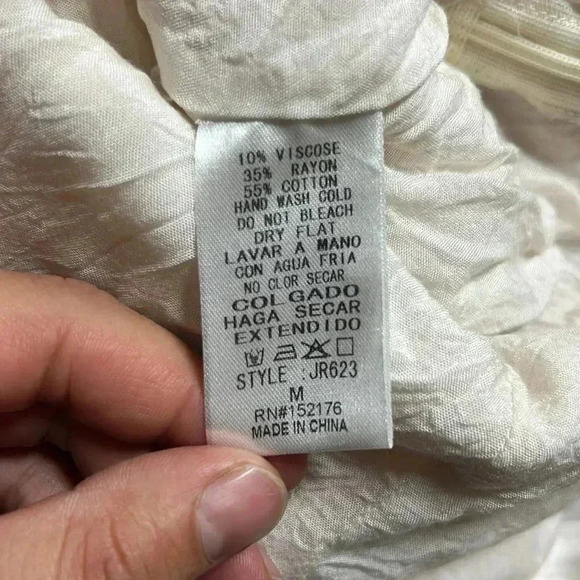 10% VISCOSE
35% RAYON
55% COTTON
HAND WASH COLD
DO NOT BLEACH
DRY FLAT
LAVAR A MANO
CON AGUA FRIA
NO CLOR SECAR
COLGADO
HAGA SECAR
EXTENDIDO
STYLE :JR623
M
RN#152176
MADE IN CHINA